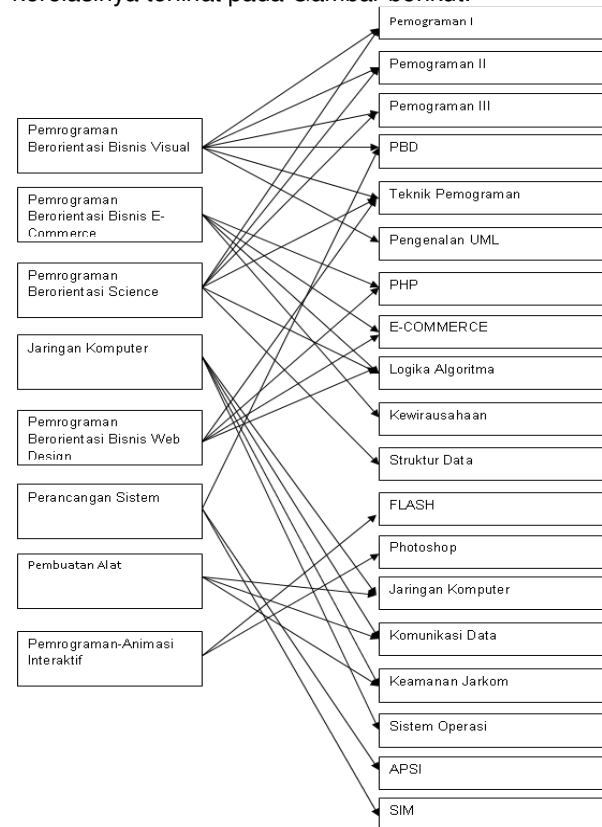 korelasinya terlihat pada Gambar berikut:
Pemrograman
Berorientasi Bisnis Visual
Pemrograman
Berorientasi Bisnis E-
Commerce
Pemrograman
Berorientasi Science
Jaringan Komputer
Pemrograman
Berorientasi Bisnis Web
Design
Perancangan Sistem
Pembuatan Alat
Pemrograman-Animasi
Interaktif
Pemograman I
Pemograman II
Pemograman III
PBD
Teknik Pemograman
Pengenalan UML
PHP
E-COMMERCE
Logika Algoritma
Kewirausahaan
Struktur Data
FLASH
Photoshop
Jaringan Komputer
Komunikasi Data
Keamanan Jarkom
Sistem Operasi
APSI
SIM